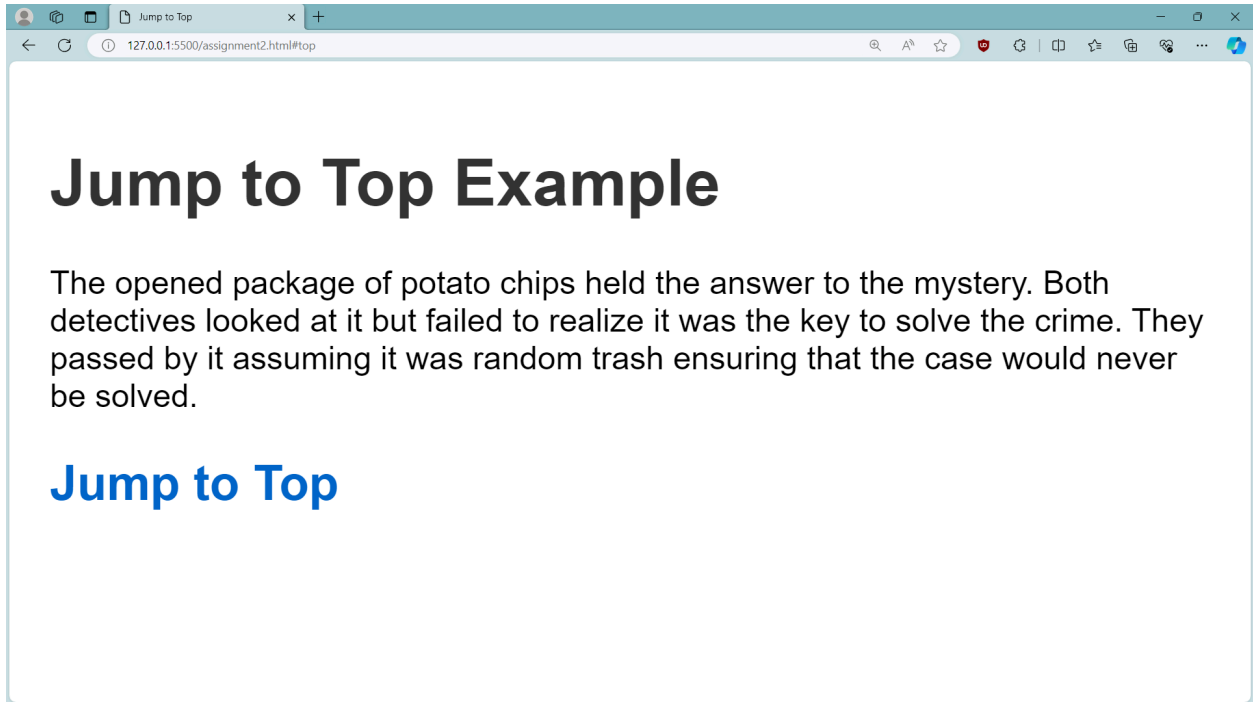 Jump to Top
127.0.0.1:5500/assignment2.html#top
Jump to Top Example
The opened package of potato chips held the answer to the mystery. Both
detectives looked at it but failed to realize it was the key to solve the crime. They
passed by it assuming it was random trash ensuring that the case would never
be solved.
Jump to Top